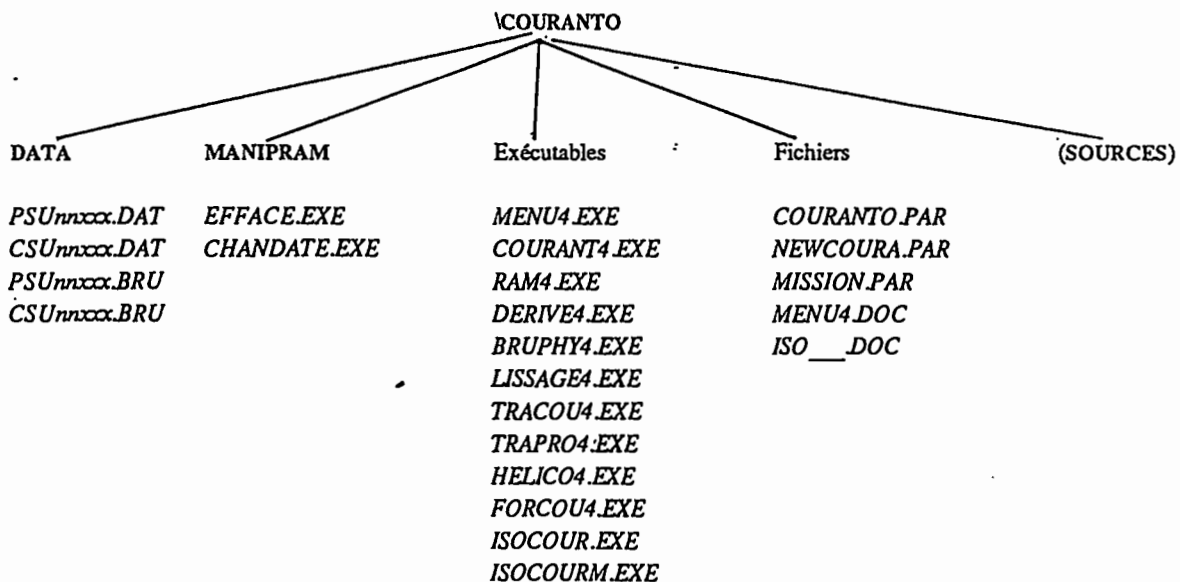 \COURANTO
DATA MANIPRAM Exécutables Fichiers (SOURCES)
PSUnnxxx.DAT EFFACE.EXE MENU4.EXE COURANTO.PAR
CSUnnxxx.DAT CHANDATE.EXE COURANT4.EXE NEWCOURA.PAR
PSUnnxxx.BRU RAM4.EXE MISSION.PAR
CSUnnxxx.BRU DERIVE4.EXE MENU4.DOC
BRUPHY4.EXE ISO___.DOC
LISSAGE4.EXE
TRACOU4.EXE
TRAPRO4.EXE
HELICO4.EXE
FORCOU4.EXE
ISOCOUR.EXE
ISOCOURM.EXE